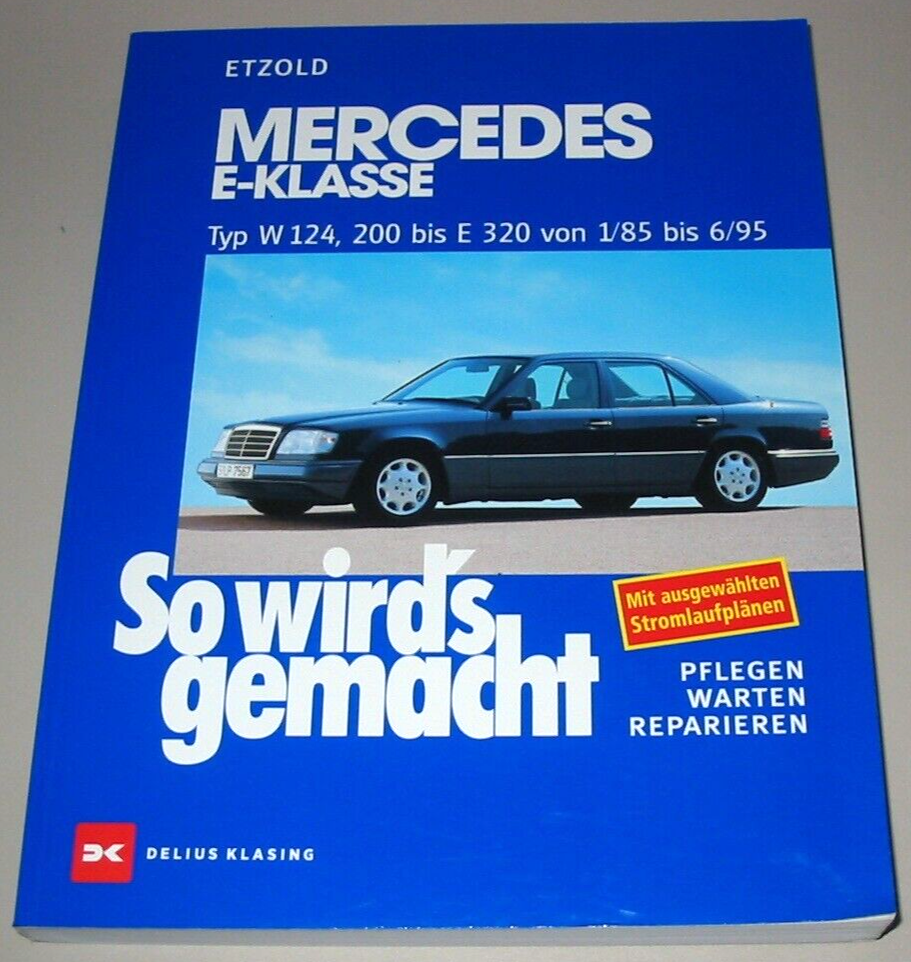 ETZOLD
MERCEDES
E-KLASSE
Typ W 124, 200 bis E 320 von 1/85 bis 6/95
So wird's
gemacht
Mit ausgewählten
Stromlaufplänen
PFLEGEN
WARTEN
REPARIEREN
DELIUS KLASING